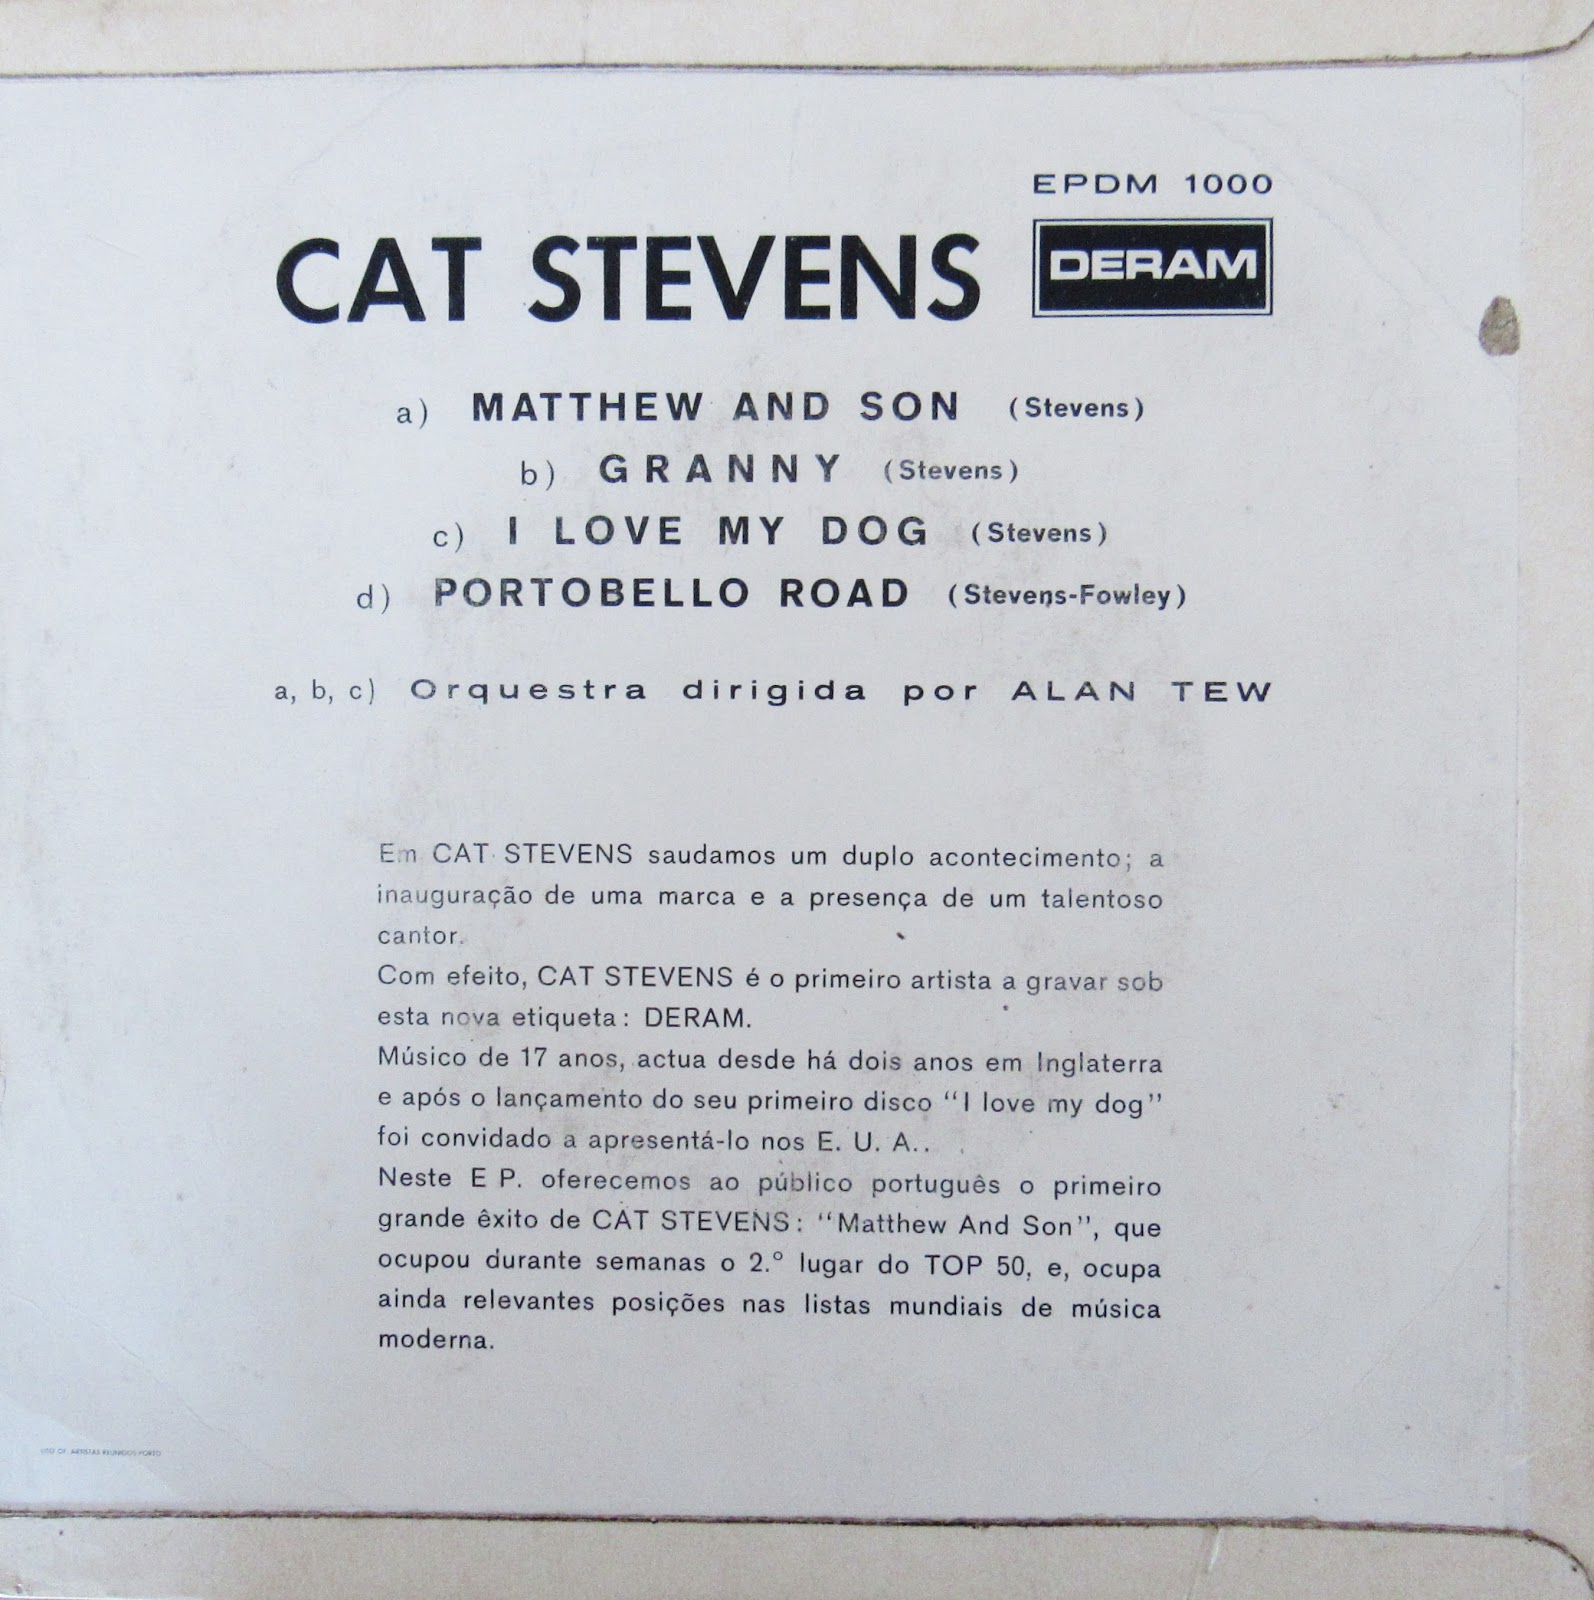 EPDM 1000
CAT STEVENS DERAM
a) MATTHEW AND SON (Stevens)
b) GRANNY (Stevens)
c) I LOVE MY DOG (Stevens)
d) PORTOBELLO ROAD (Stevens-Fowley)
a, b, c) Orquestra dirigida por ALAN TEW
Em CAT STEVENS saudamos um duplo acontecimento; a
inauguração de uma marca e a presença de um talentoso
cantor.
Com efeito, CAT STEVENS é o primeiro artista a gravar sob
esta nova etiqueta: DERAM.
Músico de 17 anos, actua desde há dois anos em Inglaterra
e após o lançamento do seu primeiro disco "I love my dog"
foi convidado a apresentá-lo nos E. U. A..
Neste E P. oferecemos ao público português o primeiro
grande êxito de CAT STEVENS: "Matthew And Son", que
ocupou durante semanas o 2.º lugar do TOP 50, e, ocupa
ainda relevantes posições nas listas mundiais de música
moderna.
OF. ARTISTAS REUNIDOS-PORTO